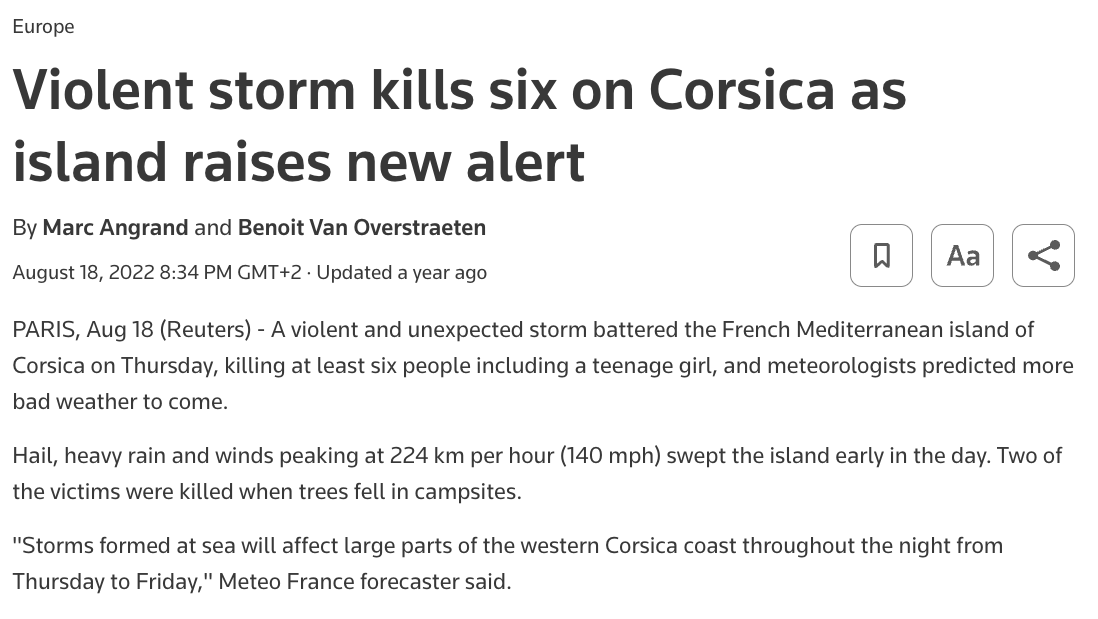 Europe
Violent storm kills six on Corsica as
island raises new alert
By Marc Angrand and Benoit Van Overstraeten
August 18, 2022 8:34 PM GMT+2 · Updated a year ago
Aa
PARIS, Aug 18 (Reuters) - A violent and unexpected storm battered the French Mediterranean island of
Corsica on Thursday, killing at least six people including a teenage girl, and meteorologists predicted more
bad weather to come.
Hail, heavy rain and winds peaking at 224 km per hour (140 mph) swept the island early in the day. Two of
the victims were killed when trees fell in campsites.
"Storms formed at sea will affect large parts of the western Corsica coast throughout the night from
Thursday to Friday," Meteo France forecaster said.